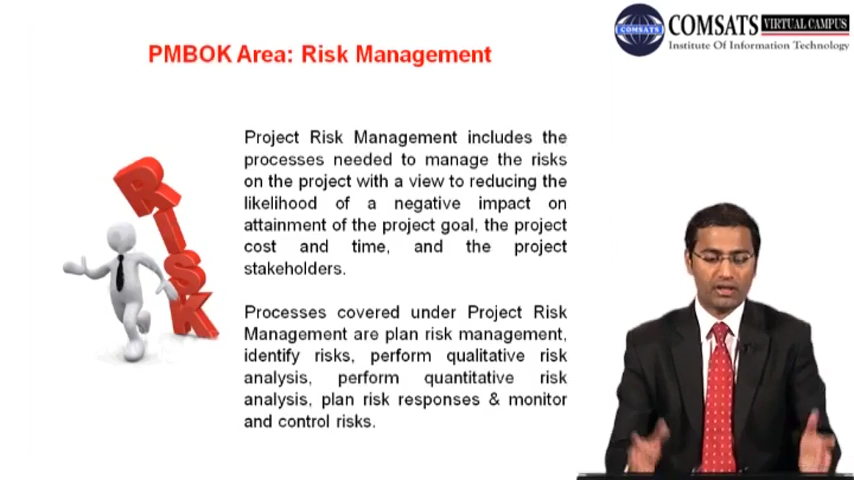 COMSATS VIRTUAL CAMPUS
COMSATS
Institute Of Information Technology
PMBOK Area: Risk Management
RISK
Project Risk Management includes the
processes needed to manage the risks
on the project with a view to reducing the
likelihood of a negative impact on
attainment of the project goal, the project
cost and time, and the project
stakeholders.
Processes covered under Project Risk
Management are plan risk management,
identify risks, perform qualitative risk
analysis, perform quantitative risk
analysis, plan risk responses & monitor
and control risks.